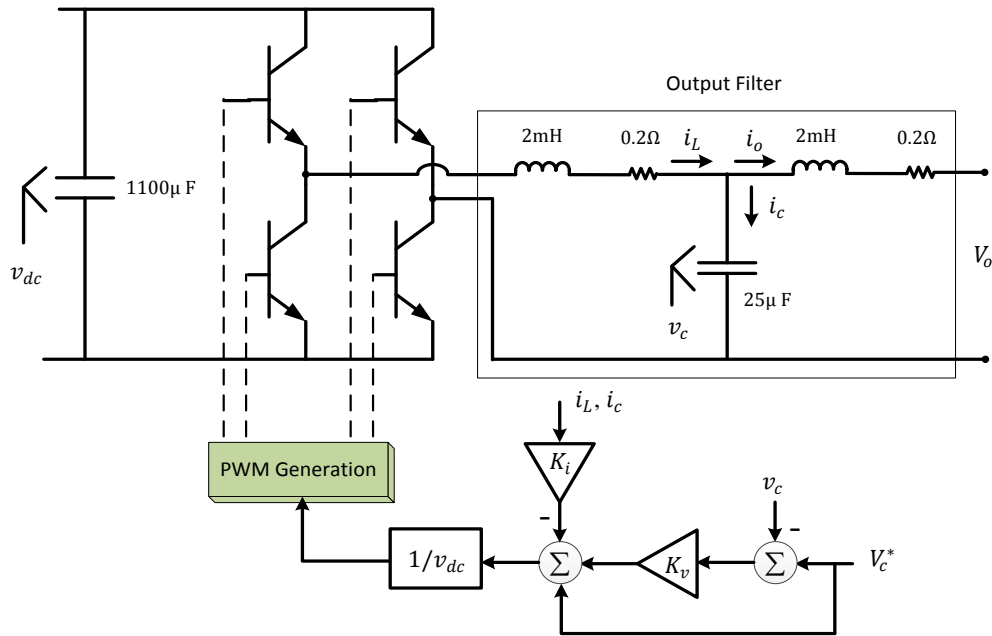 Output Filter
2mH
0.2Ω
i_L
i_o
2mH
0.2Ω
1100μ F
i_c
v_dc
25μ F
V_o
v_c
i_L, i_c
PWM Generation
K_i
v_c
-
-
1/v_dc
Σ
K_v
Σ
V_c^*